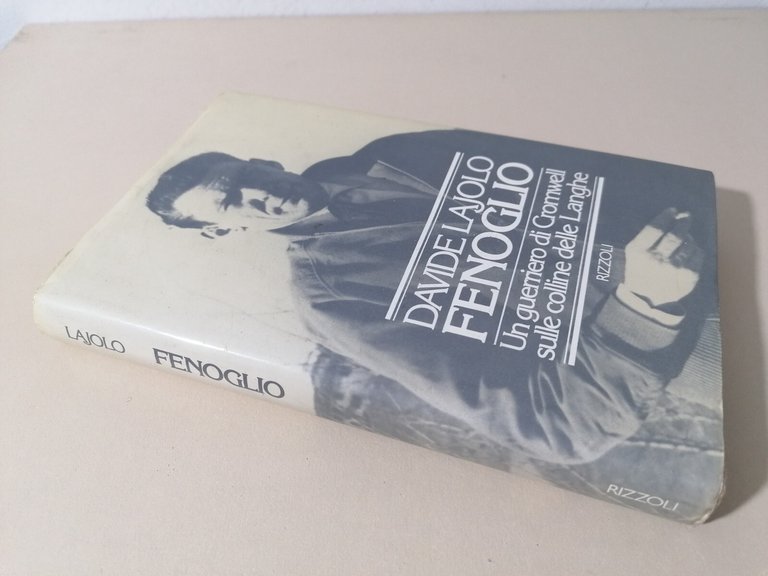 DAVIDE LAJOLO
FENOGLIO
Un guerriero di Cromwell
sulle colline delle Langhe
RIZZOLI
LAJOLO FENOGLIO
RIZZOLI